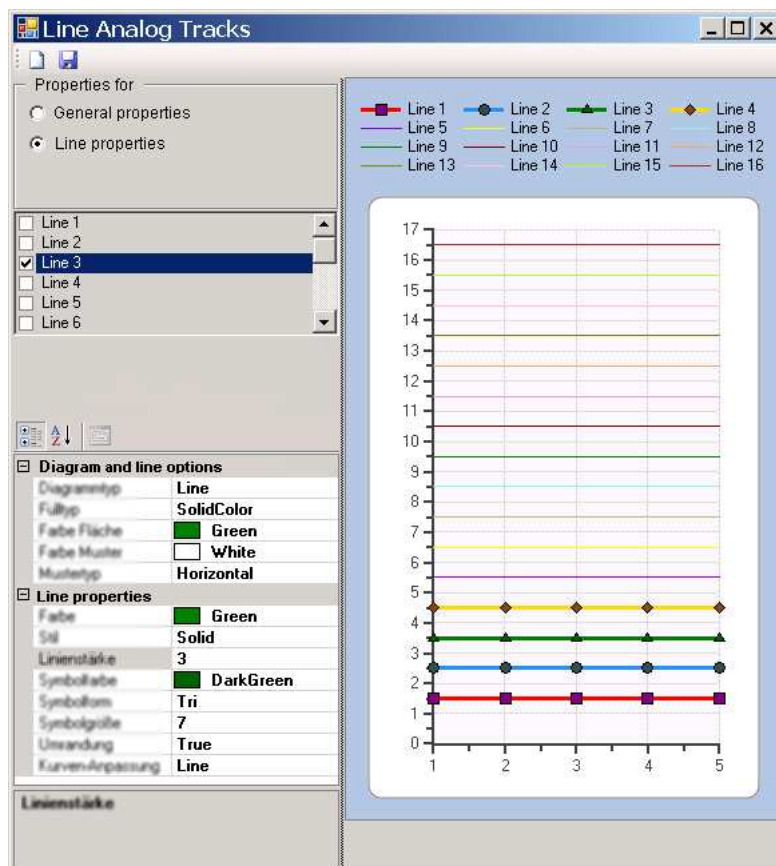 Line Analog Tracks
Properties for
General properties
Line properties
Line 1
Line 2
Line 3
Line 4
Line 5
Line 6
Diagram and line options
Diagrammtyp Line
Fülltyp SolidColor
Farbe Fläche Green
Farbe Muster White
Mustertyp Horizontal
Line properties
Farbe Green
Stil Solid
Linienstärke 3
Symbolfarbe DarkGreen
Symbolform Tri
Symbolgröße 7
Umrandung True
Kurven-Anpassung Line
Linienstärke
Line 1 Line 2 Line 3 Line 4
Line 5 Line 6 Line 7 Line 8
Line 9 Line 10 Line 11 Line 12
Line 13 Line 14 Line 15 Line 16
17
16
15
14
13
12
11
10
9
8
7
6
5
4
3
2
1
0
1 2 3 4 5